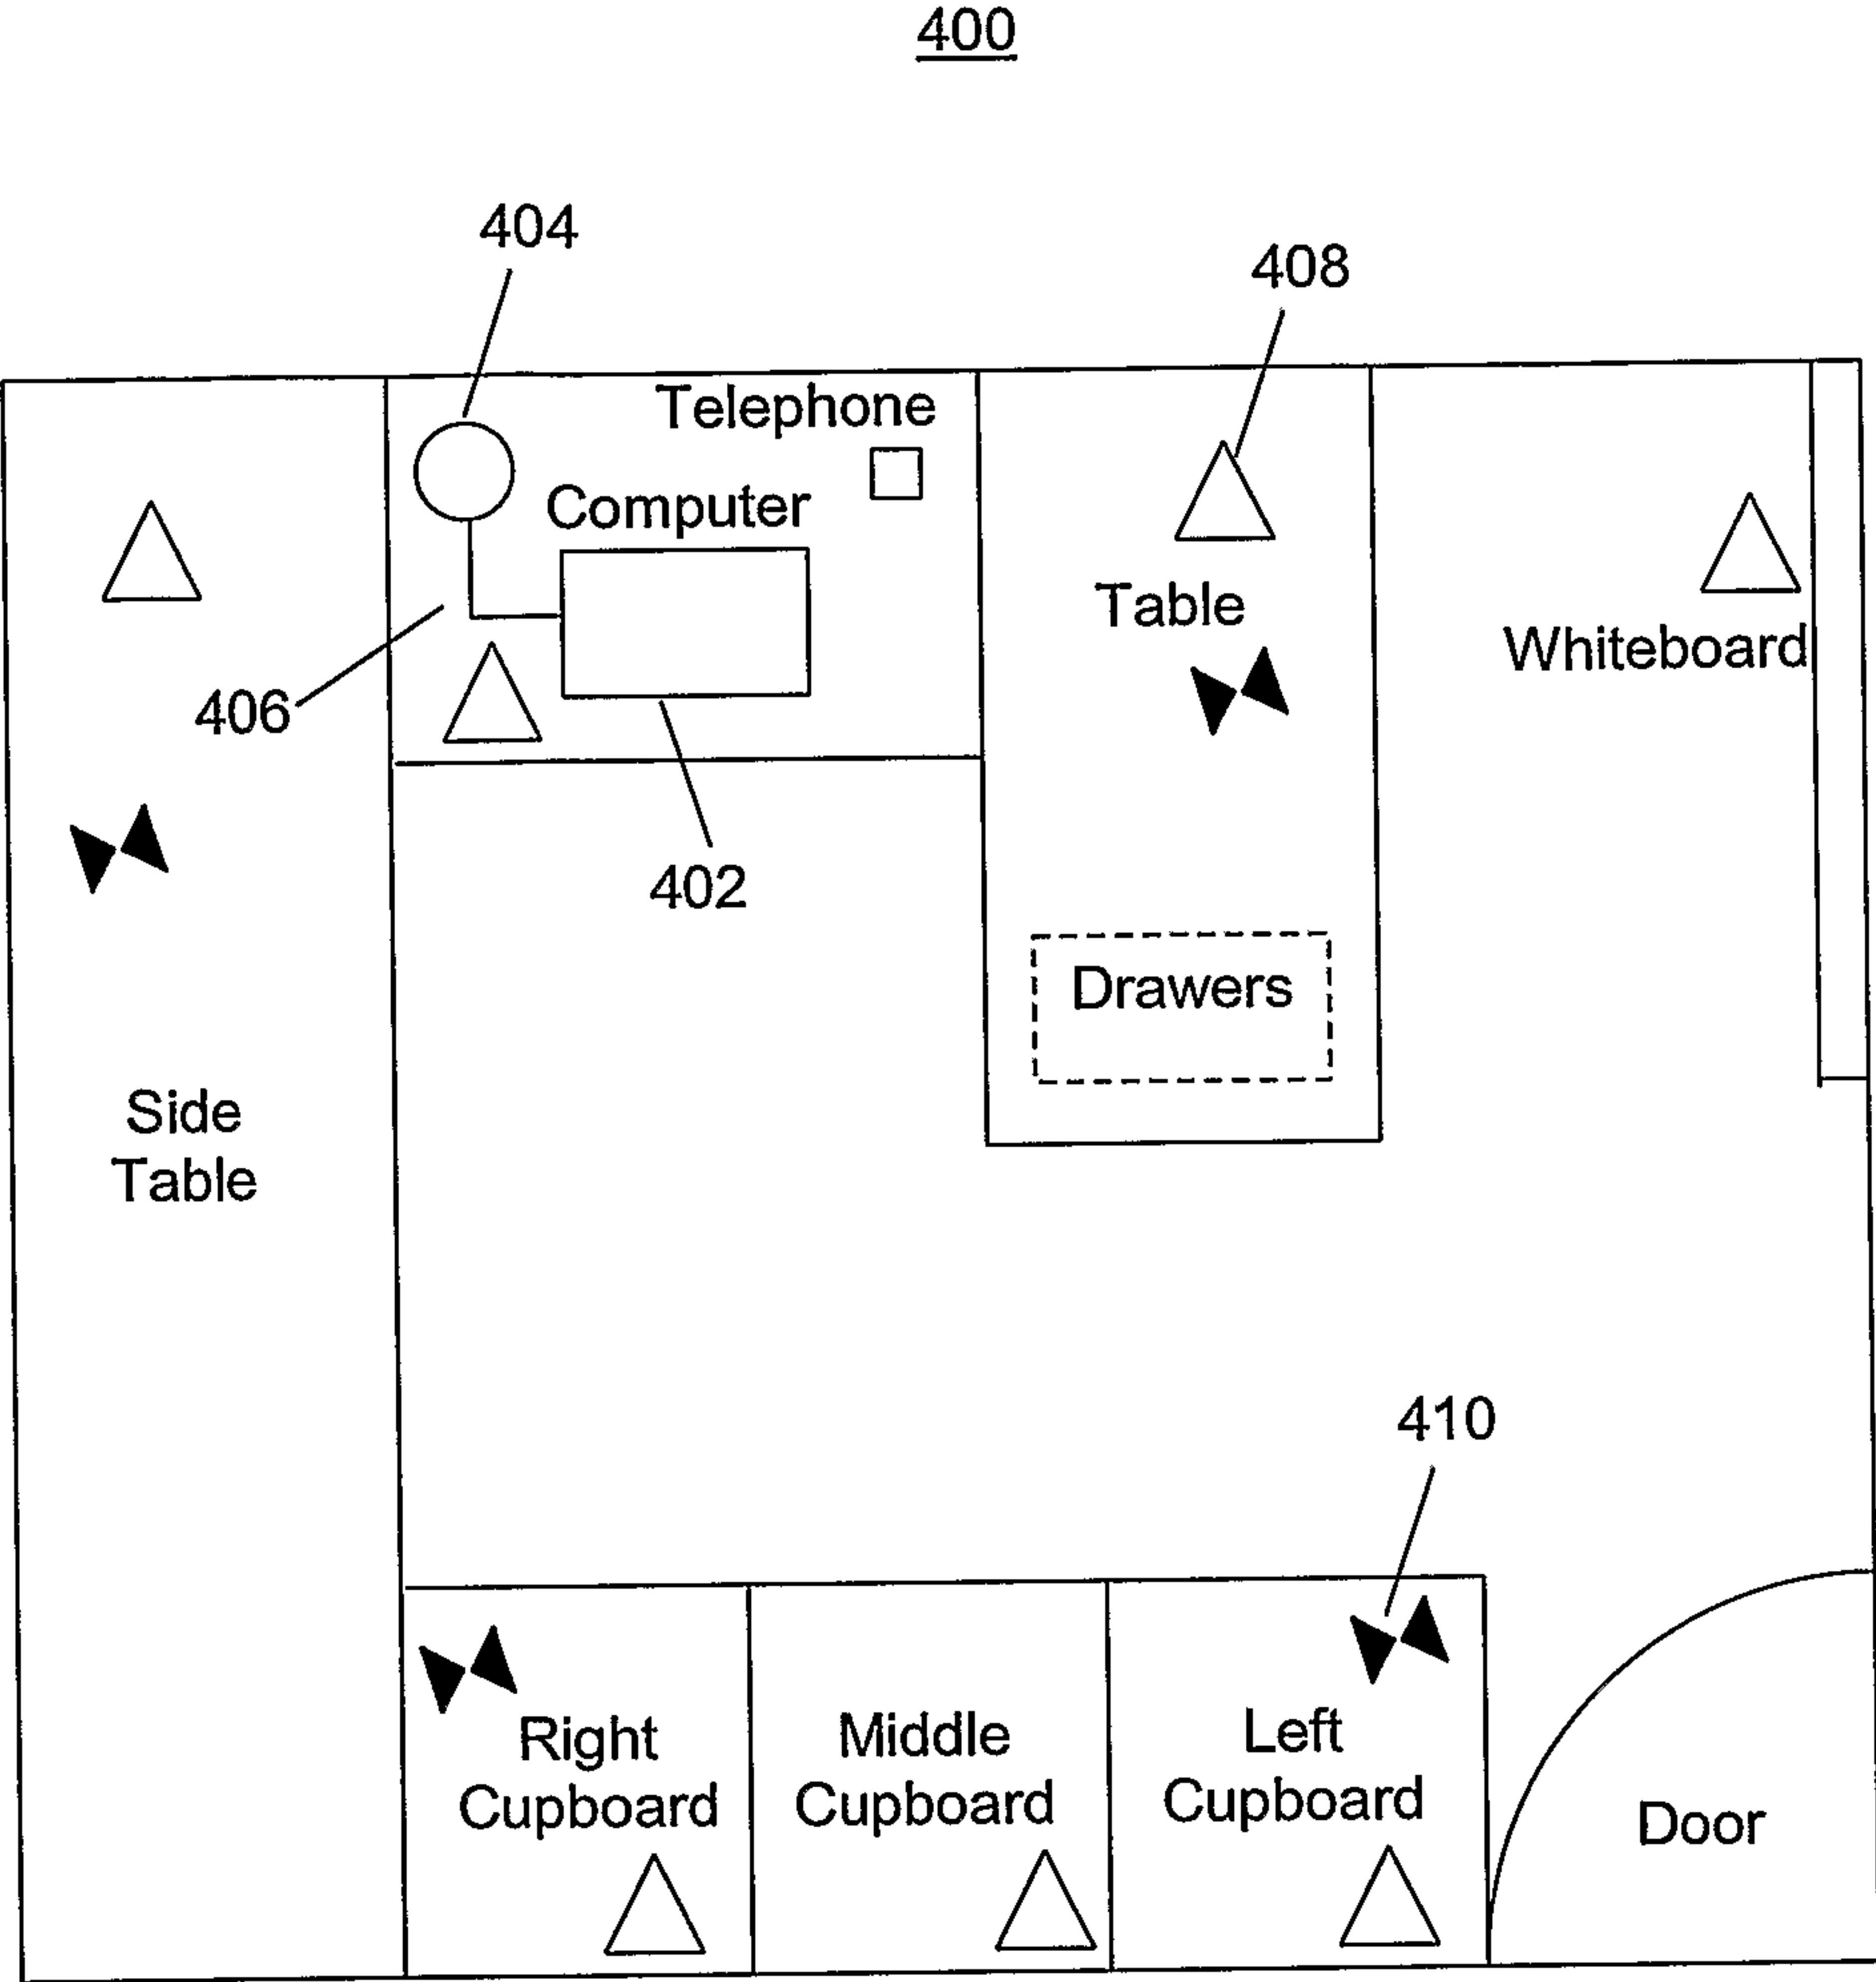 400
404
408
Telephone
Computer
Table
Whiteboard
406
402
Drawers
Side
Table
410
Right
Cupboard
Middle
Cupboard
Left
Cupboard
Door